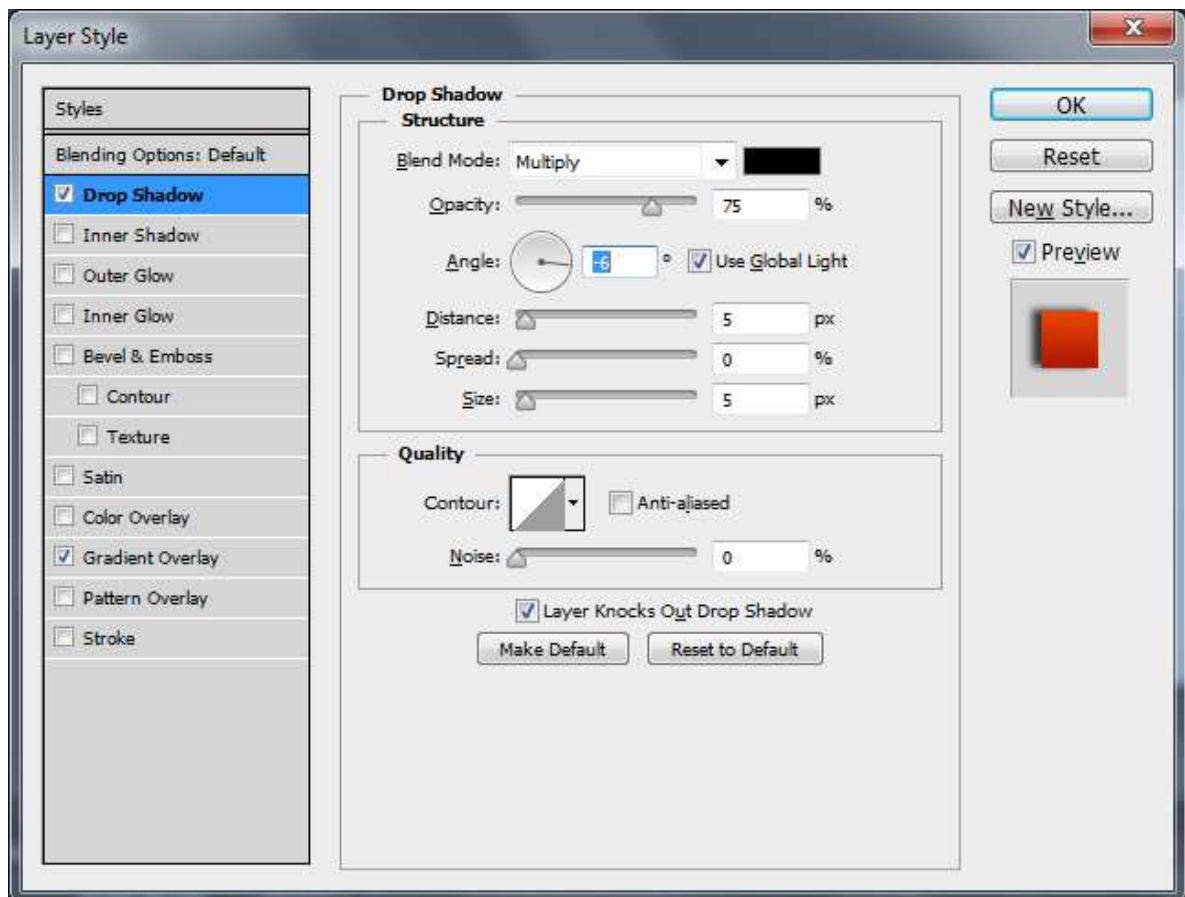 Layer Style
Styles
Blending Options: Default
Drop Shadow
Inner Shadow
Outer Glow
Inner Glow
Bevel & Emboss
Contour
Texture
Satin
Color Overlay
Gradient Overlay
Pattern Overlay
Stroke
Drop Shadow
Structure
Blend Mode: Multiply
Opacity: 75 %
Angle: -6 ° Use Global Light
Distance: 5 px
Spread: 0 %
Size: 5 px
Quality
Contour: Anti-aliased
Noise: 0 %
Layer Knocks Out Drop Shadow
Make Default Reset to Default
OK
Reset
New Style...
Preview